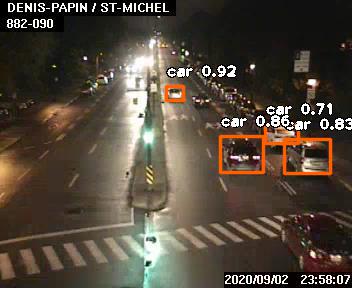 DENIS-PAPIN / ST-MICHEL
882-090
car 0.92
car 0.71
car 0.86
car 0.83
2020/09/02 23:58:07